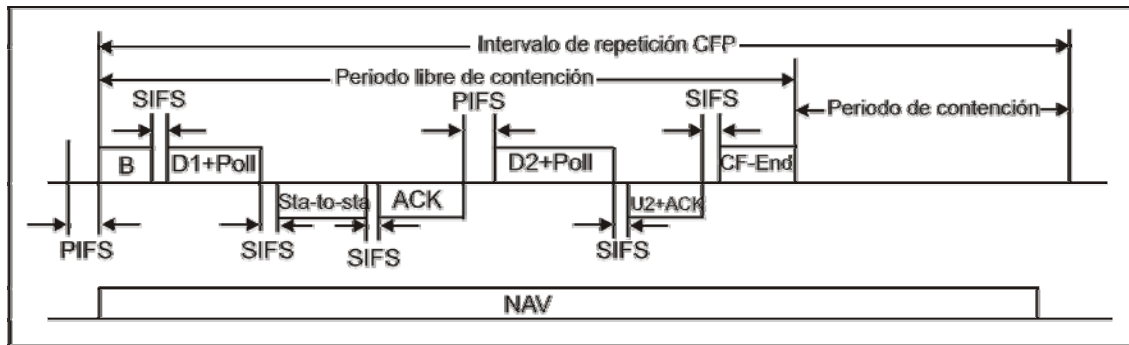 Intervalo de repetición CFP
Periodo libre de contención
SIFS
PIFS
SIFS
Periodo de contención
B
D1+Poll
D2+Poll
CF-End
Sta-to-sta
ACK
U2+ACK
PIFS
SIFS
SIFS
SIFS
NAV